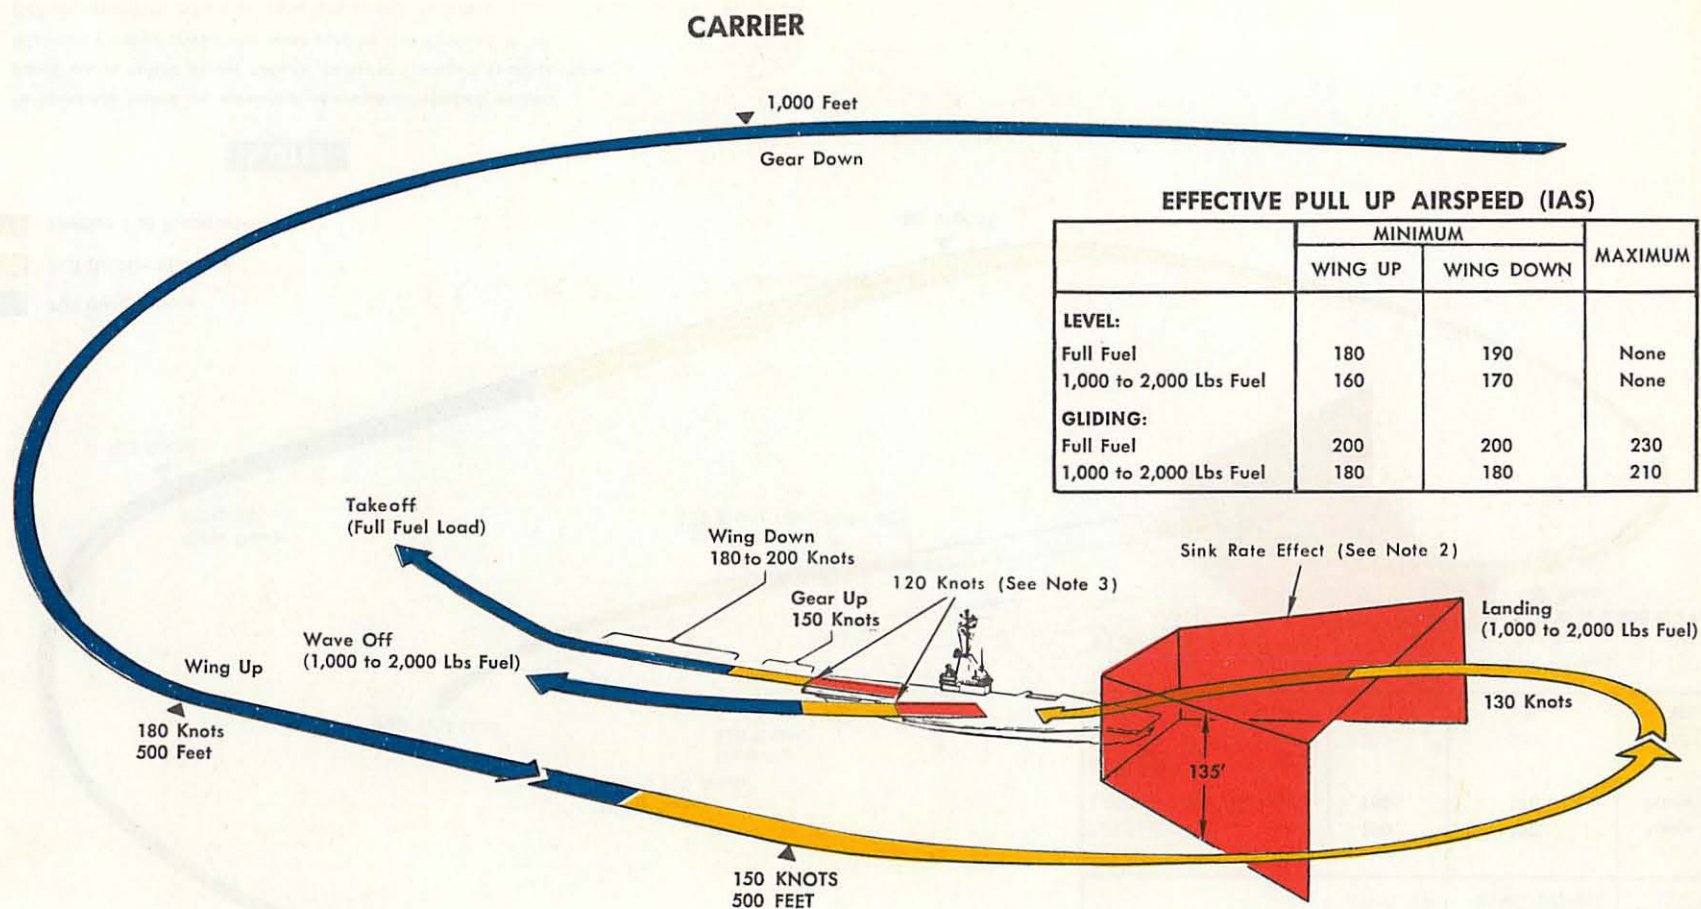 CARRIER
1,000 Feet
Gear Down
EFFECTIVE PULL UP AIRSPEED (IAS)
MINIMUM
MAXIMUM
WING UP
WING DOWN
LEVEL:
Full Fuel 180 190 None
1,000 to 2,000 Lbs Fuel 160 170 None
GLIDING:
Full Fuel 200 200 230
1,000 to 2,000 Lbs Fuel 180 180 210
Takeoff
(Full Fuel Load)
Wing Down
180 to 200 Knots
Sink Rate Effect (See Note 2)
120 Knots (See Note 3)
Gear Up
150 Knots
Landing
(1,000 to 2,000 Lbs Fuel)
Wave Off
(1,000 to 2,000 Lbs Fuel)
Wing Up
130 Knots
180 Knots
500 Feet
135'
150 KNOTS
500 FEET